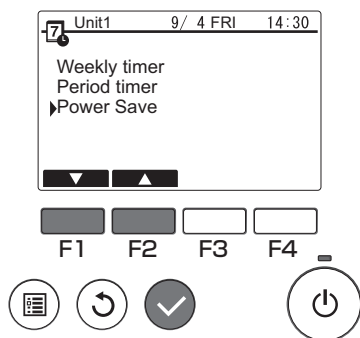 7 Unit1 9/ 4 FRI 14:30
Weekly timer
Period timer
Power Save
F1 F2 F3 F4